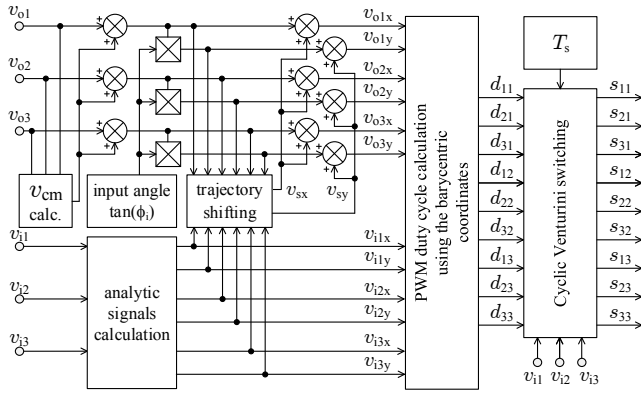 v_o1 + + + + v_o1x
+ + v_o1y T_s
v_o2 + + + + v_o2x
+ + v_o2y d_11 s_11
v_o3 + + + + v_o3x d_21 s_21
+ + v_o3y d_31 s_31
v_cm calc. input angle tan(ϕ_i) trajectory shifting v_sx v_sy d_12 s_12
PWM duty cycle calculation using the barycentric coordinates
Cyclic Venturini switching
d_22 s_22
v_i1 v_i1x d_32 s_32
v_i1y d_13 s_13
v_i2 analytic signals calculation v_i2x d_23 s_23
v_i2y d_33 s_33
v_i3 v_i3x
v_i3y v_i1 v_i2 v_i3